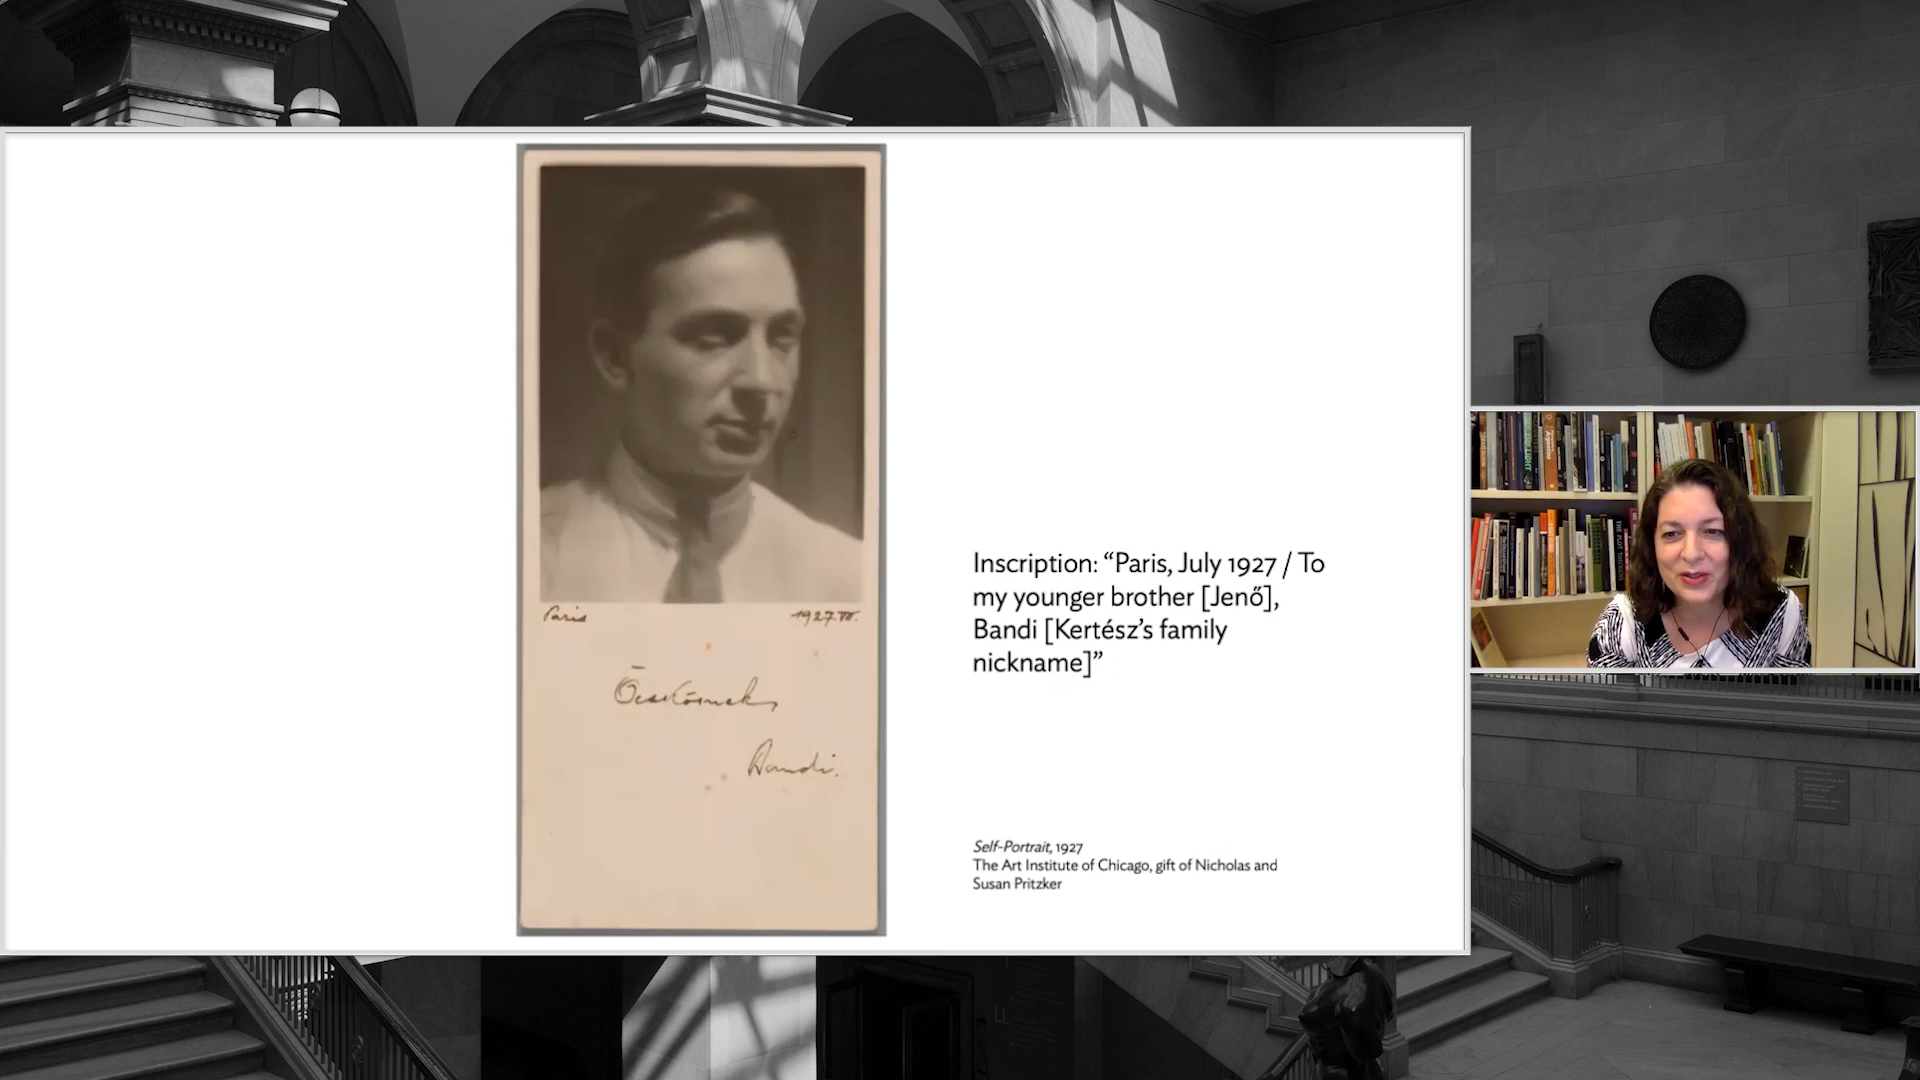 Paris 1927.VII.
Öcskösnek,
Bandi.
Inscription: “Paris, July 1927 / To
my younger brother [Jenő],
Bandi [Kertész’s family
nickname]”
Self-Portrait, 1927
The Art Institute of Chicago, gift of Nicholas and
Susan Pritzker